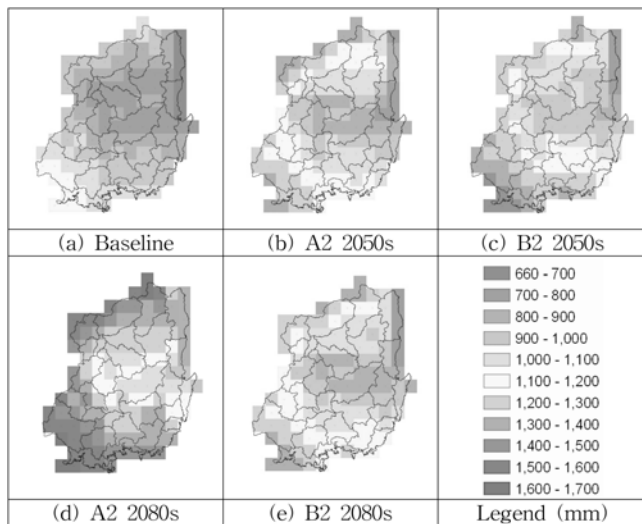 (a) Baseline
(b) A2 2050s
(c) B2 2050s
660 - 700
700 - 800
800 - 900
900 - 1,000
1,000 - 1,100
1,100 - 1,200
1,200 - 1,300
1,300 - 1,400
1,400 - 1,500
1,500 - 1,600
1,600 - 1,700
(d) A2 2080s
(e) B2 2080s
Legend (mm)